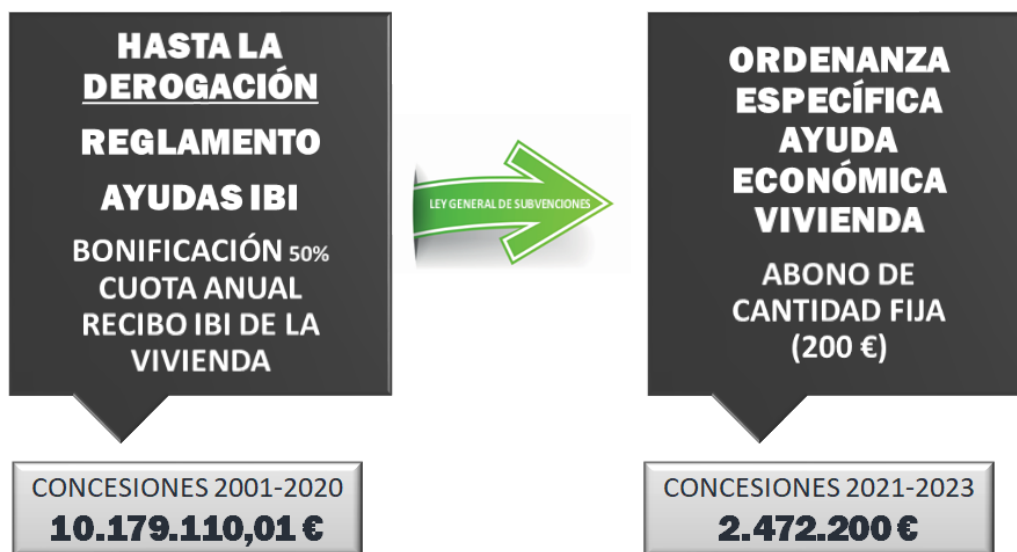 HASTA LA
DEROGACIÓN
REGLAMENTO
AYUDAS IBI
BONIFICACIÓN 50%
CUOTA ANUAL
RECIBO IBI DE LA
VIVIENDA
LEY GENERAL DE SUBVENCIONES
ORDENANZA
ESPECÍFICA
AYUDA
ECONÓMICA
VIVIENDA
ABONO DE
CANTIDAD FIJA
(200 €)
CONCESIONES 2001-2020
10.179.110,01 €
CONCESIONES 2021-2023
2.472.200 €